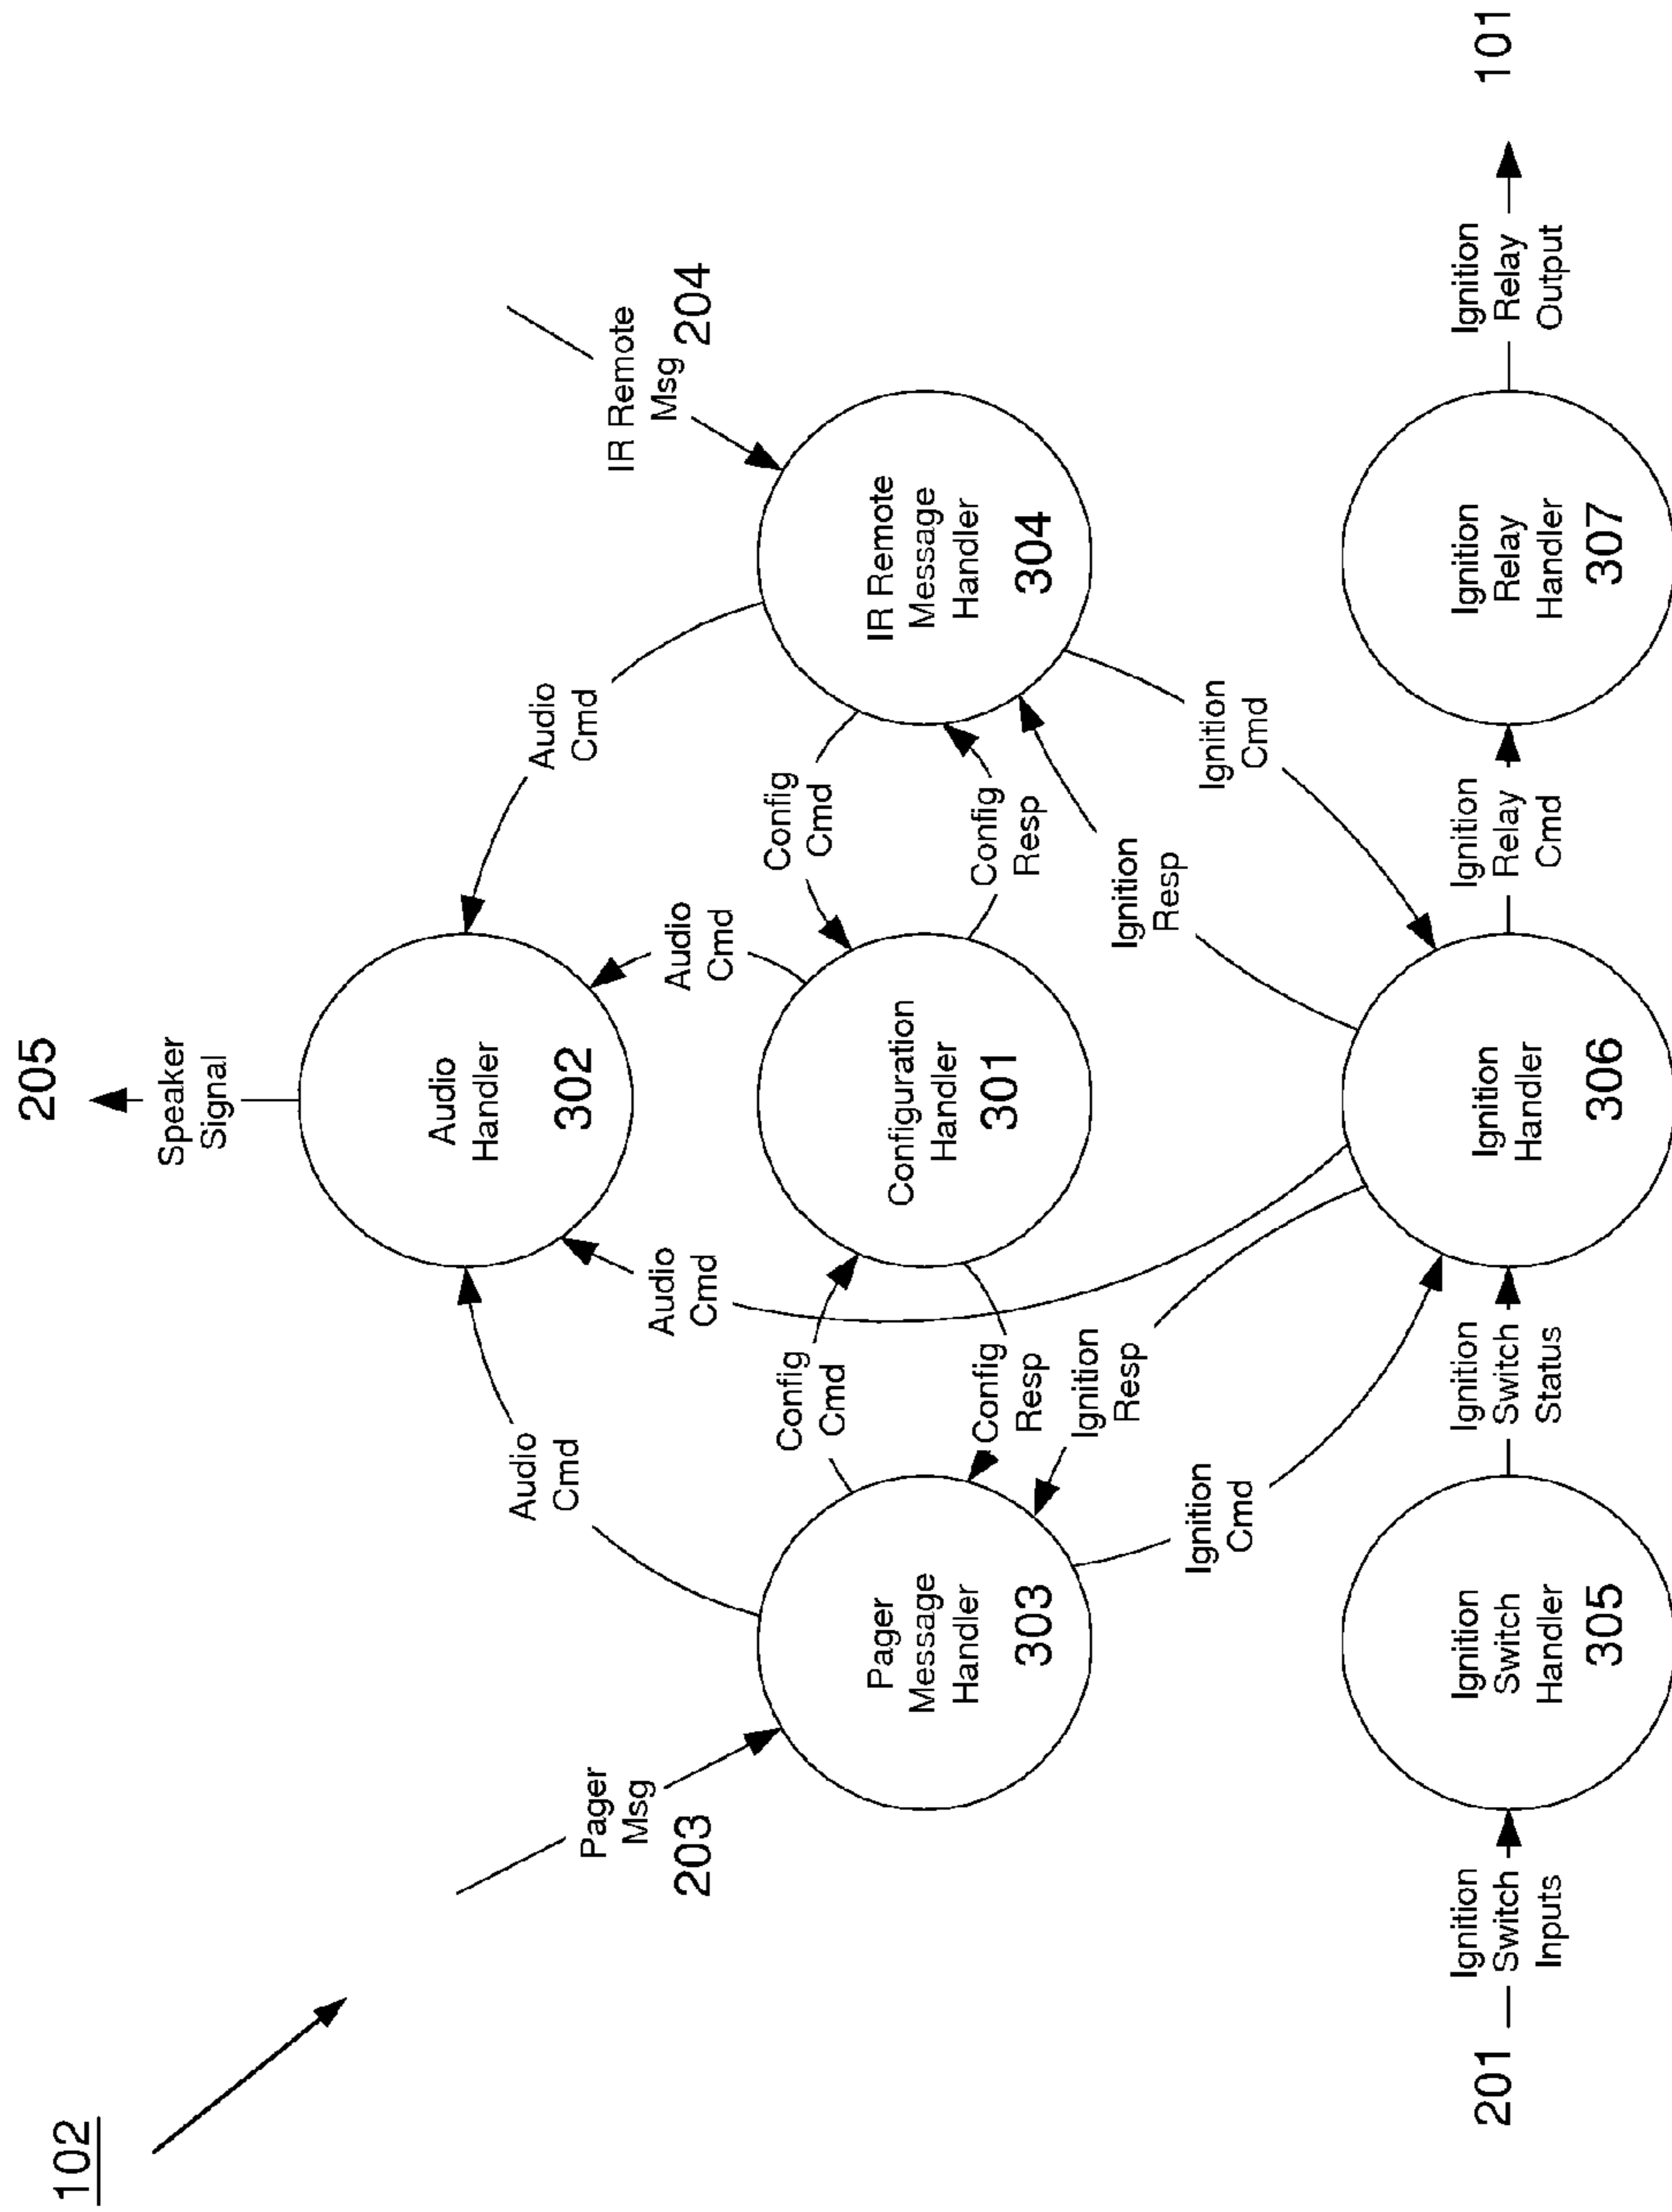 102
205
Speaker
Signal
Audio
Handler
302
Pager
Msg
203
Audio
Cmd
Audio
Cmd
Audio
Cmd
Audio
Cmd
IR Remote
Msg
204
Pager
Message
Handler
303
Config
Cmd
Config
Resp
Configuration
Handler
301
Config
Cmd
Config
Resp
IR Remote
Message
Handler
304
Ignition
Cmd
Ignition
Resp
Ignition
Resp
Ignition
Cmd
201
Ignition
Switch
Inputs
Ignition
Switch
Handler
305
Ignition
Switch
Status
Ignition
Handler
306
Ignition
Relay
Cmd
Ignition
Relay
Handler
307
Ignition
Relay
Output
101